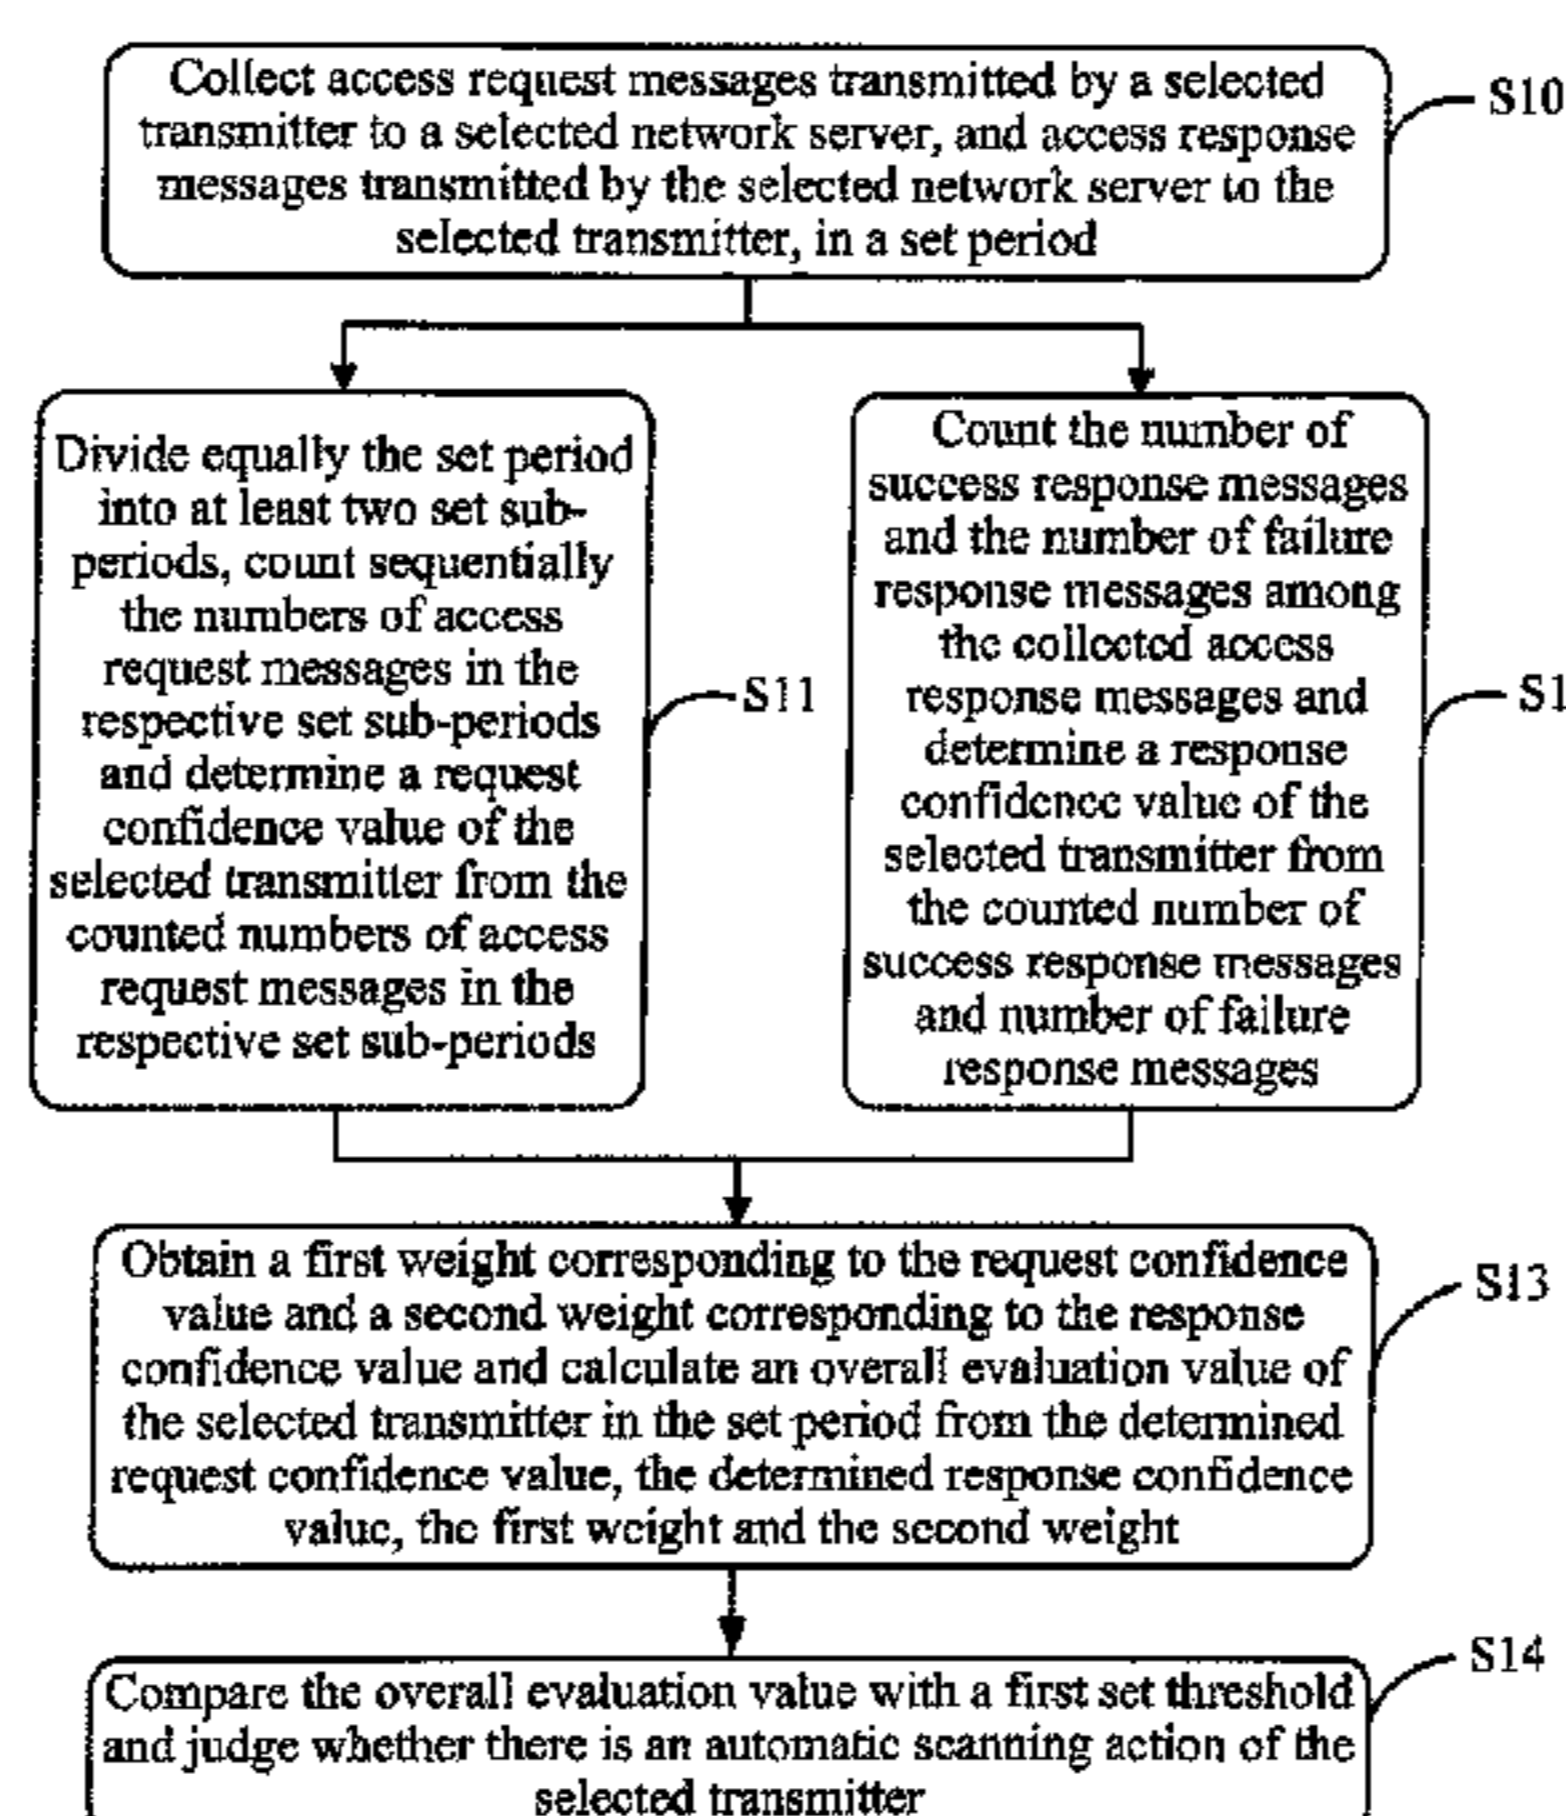 Collect access request messages transmitted by a selected
transmitter to a selected network server, and access response
messages transmitted by the selected network server to the
selected transmitter, in a set period
S10
Divide equally the set period
into at least two set sub-
periods, count sequentially
the numbers of access
request messages in the
respective set sub-periods
and determine a request
confidence value of the
selected transmitter from the
counted numbers of access
request messages in the
respective set sub-periods
S11
Count the number of
success response messages
and the number of failure
response messages among
the collected access
response messages and
determine a response
confidence value of the
selected transmitter from
the counted number of
success response messages
and number of failure
response messages
S1
Obtain a first weight corresponding to the request confidence
value and a second weight corresponding to the response
confidence value and calculate an overall evaluation value of
the selected transmitter in the set period from the determined
request confidence value, the determined response confidence
value, the first weight and the second weight
S13
Compare the overall evaluation value with a first set threshold
and judge whether there is an automatic scanning action of the
selected transmitter
S14